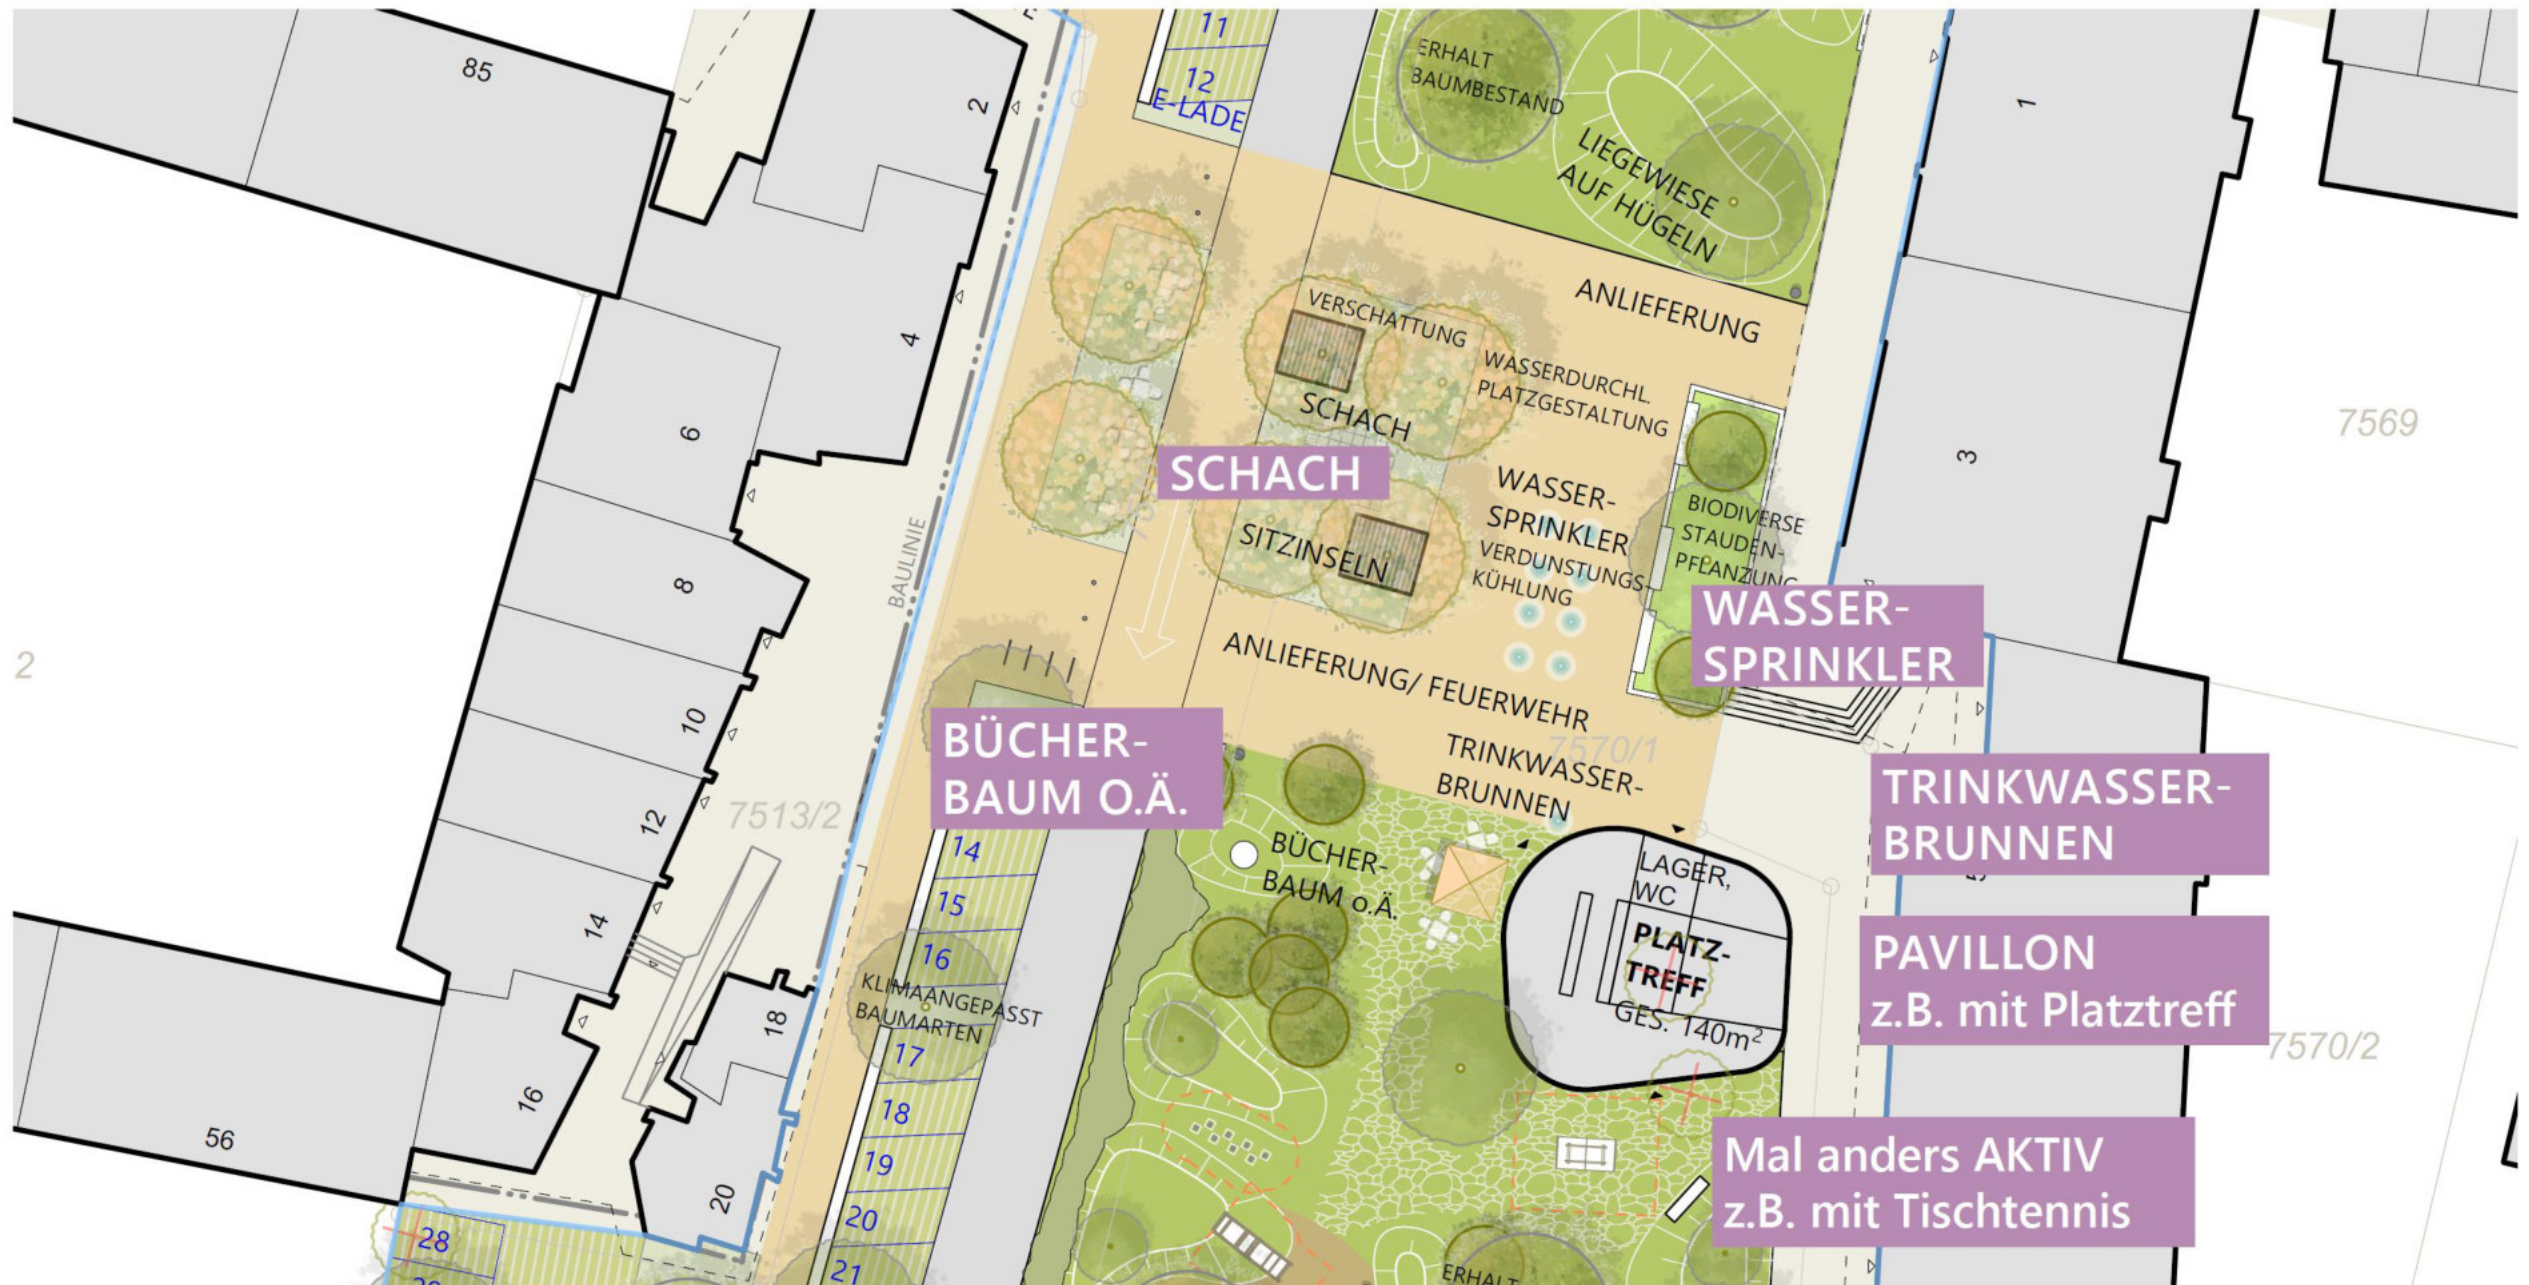 11
12
E-LADE
85
2
1
ERHALT
BAUMBESTAND
LIEGEWIESE
AUF HÜGELN
ANLIEFERUNG
VERSCHATTUNG
WASSERDURCHL.
PLATZGESTALTUNG
SCHACH
SCHACH
4
6
3
7569
WASSER-
SPRINKLER
VERDUNSTUNGS-
KÜHLUNG
BIODIVERSE
STAUDEN-
PFLANZUNG
SITZINSELN
BAULINIE
8
2
WASSER-
SPRINKLER
ANLIEFERUNG/ FEUERWEHR
10
BÜCHER-
BAUM O.Ä.
7570/1
TRINKWASSER-
BRUNNEN
TRINKWASSER-
BRUNNEN
12
7513/2
14
15
16
BÜCHER-
BAUM o.Ä.
LAGER,
WC
PLATZ-
TREFF
GES. 140m²
PAVILLON
z.B. mit Platztreff
7570/2
14
KLIMAANGEPASST
BAUMARTEN
18
17
18
19
20
21
16
56
20
28
Mal anders AKTIV
z.B. mit Tischtennis
ERHALT